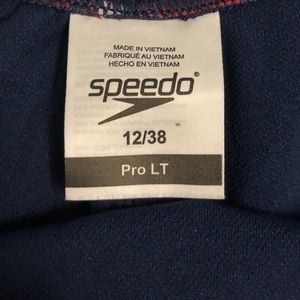 MADE IN VIETNAM
FABRIQUÉ AU VIETNAM
HECHO EN VIETNAM
speedo®
12/38
Pro LT